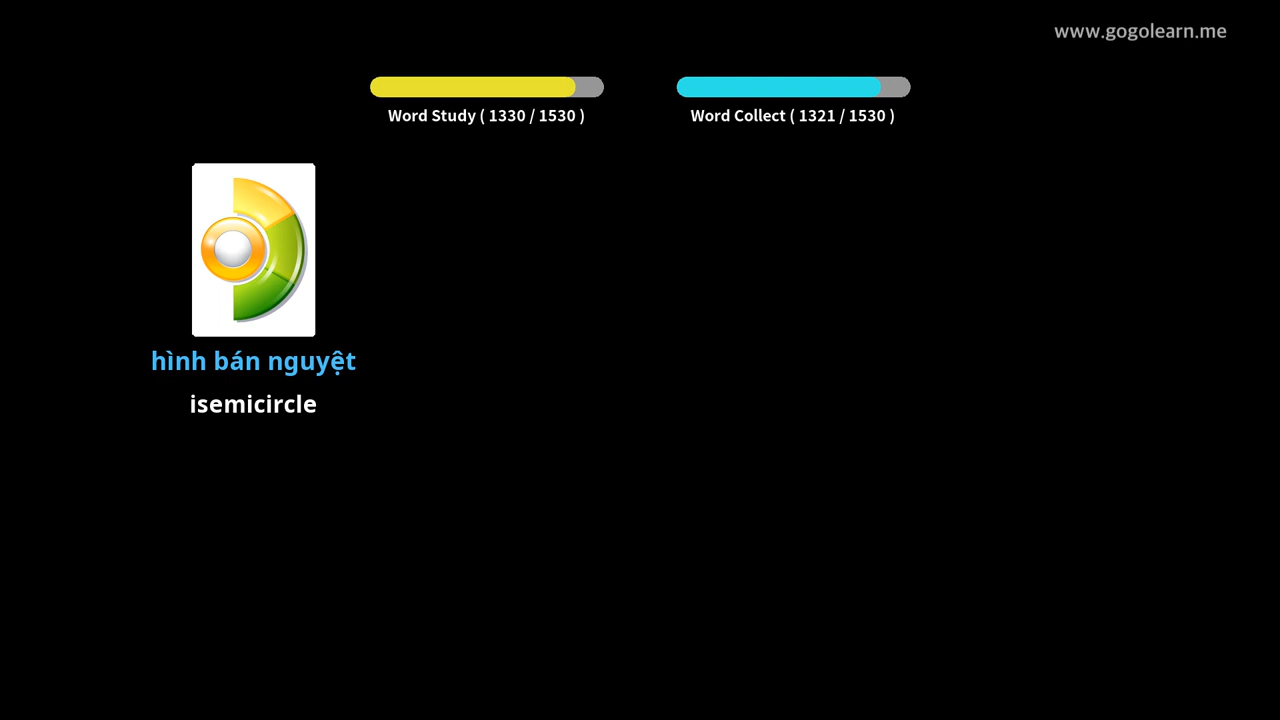 www.gogolearn.me
Word Study ( 1330 / 1530 )
Word Collect ( 1321 / 1530 )
hình bán nguyệt
isemicircle